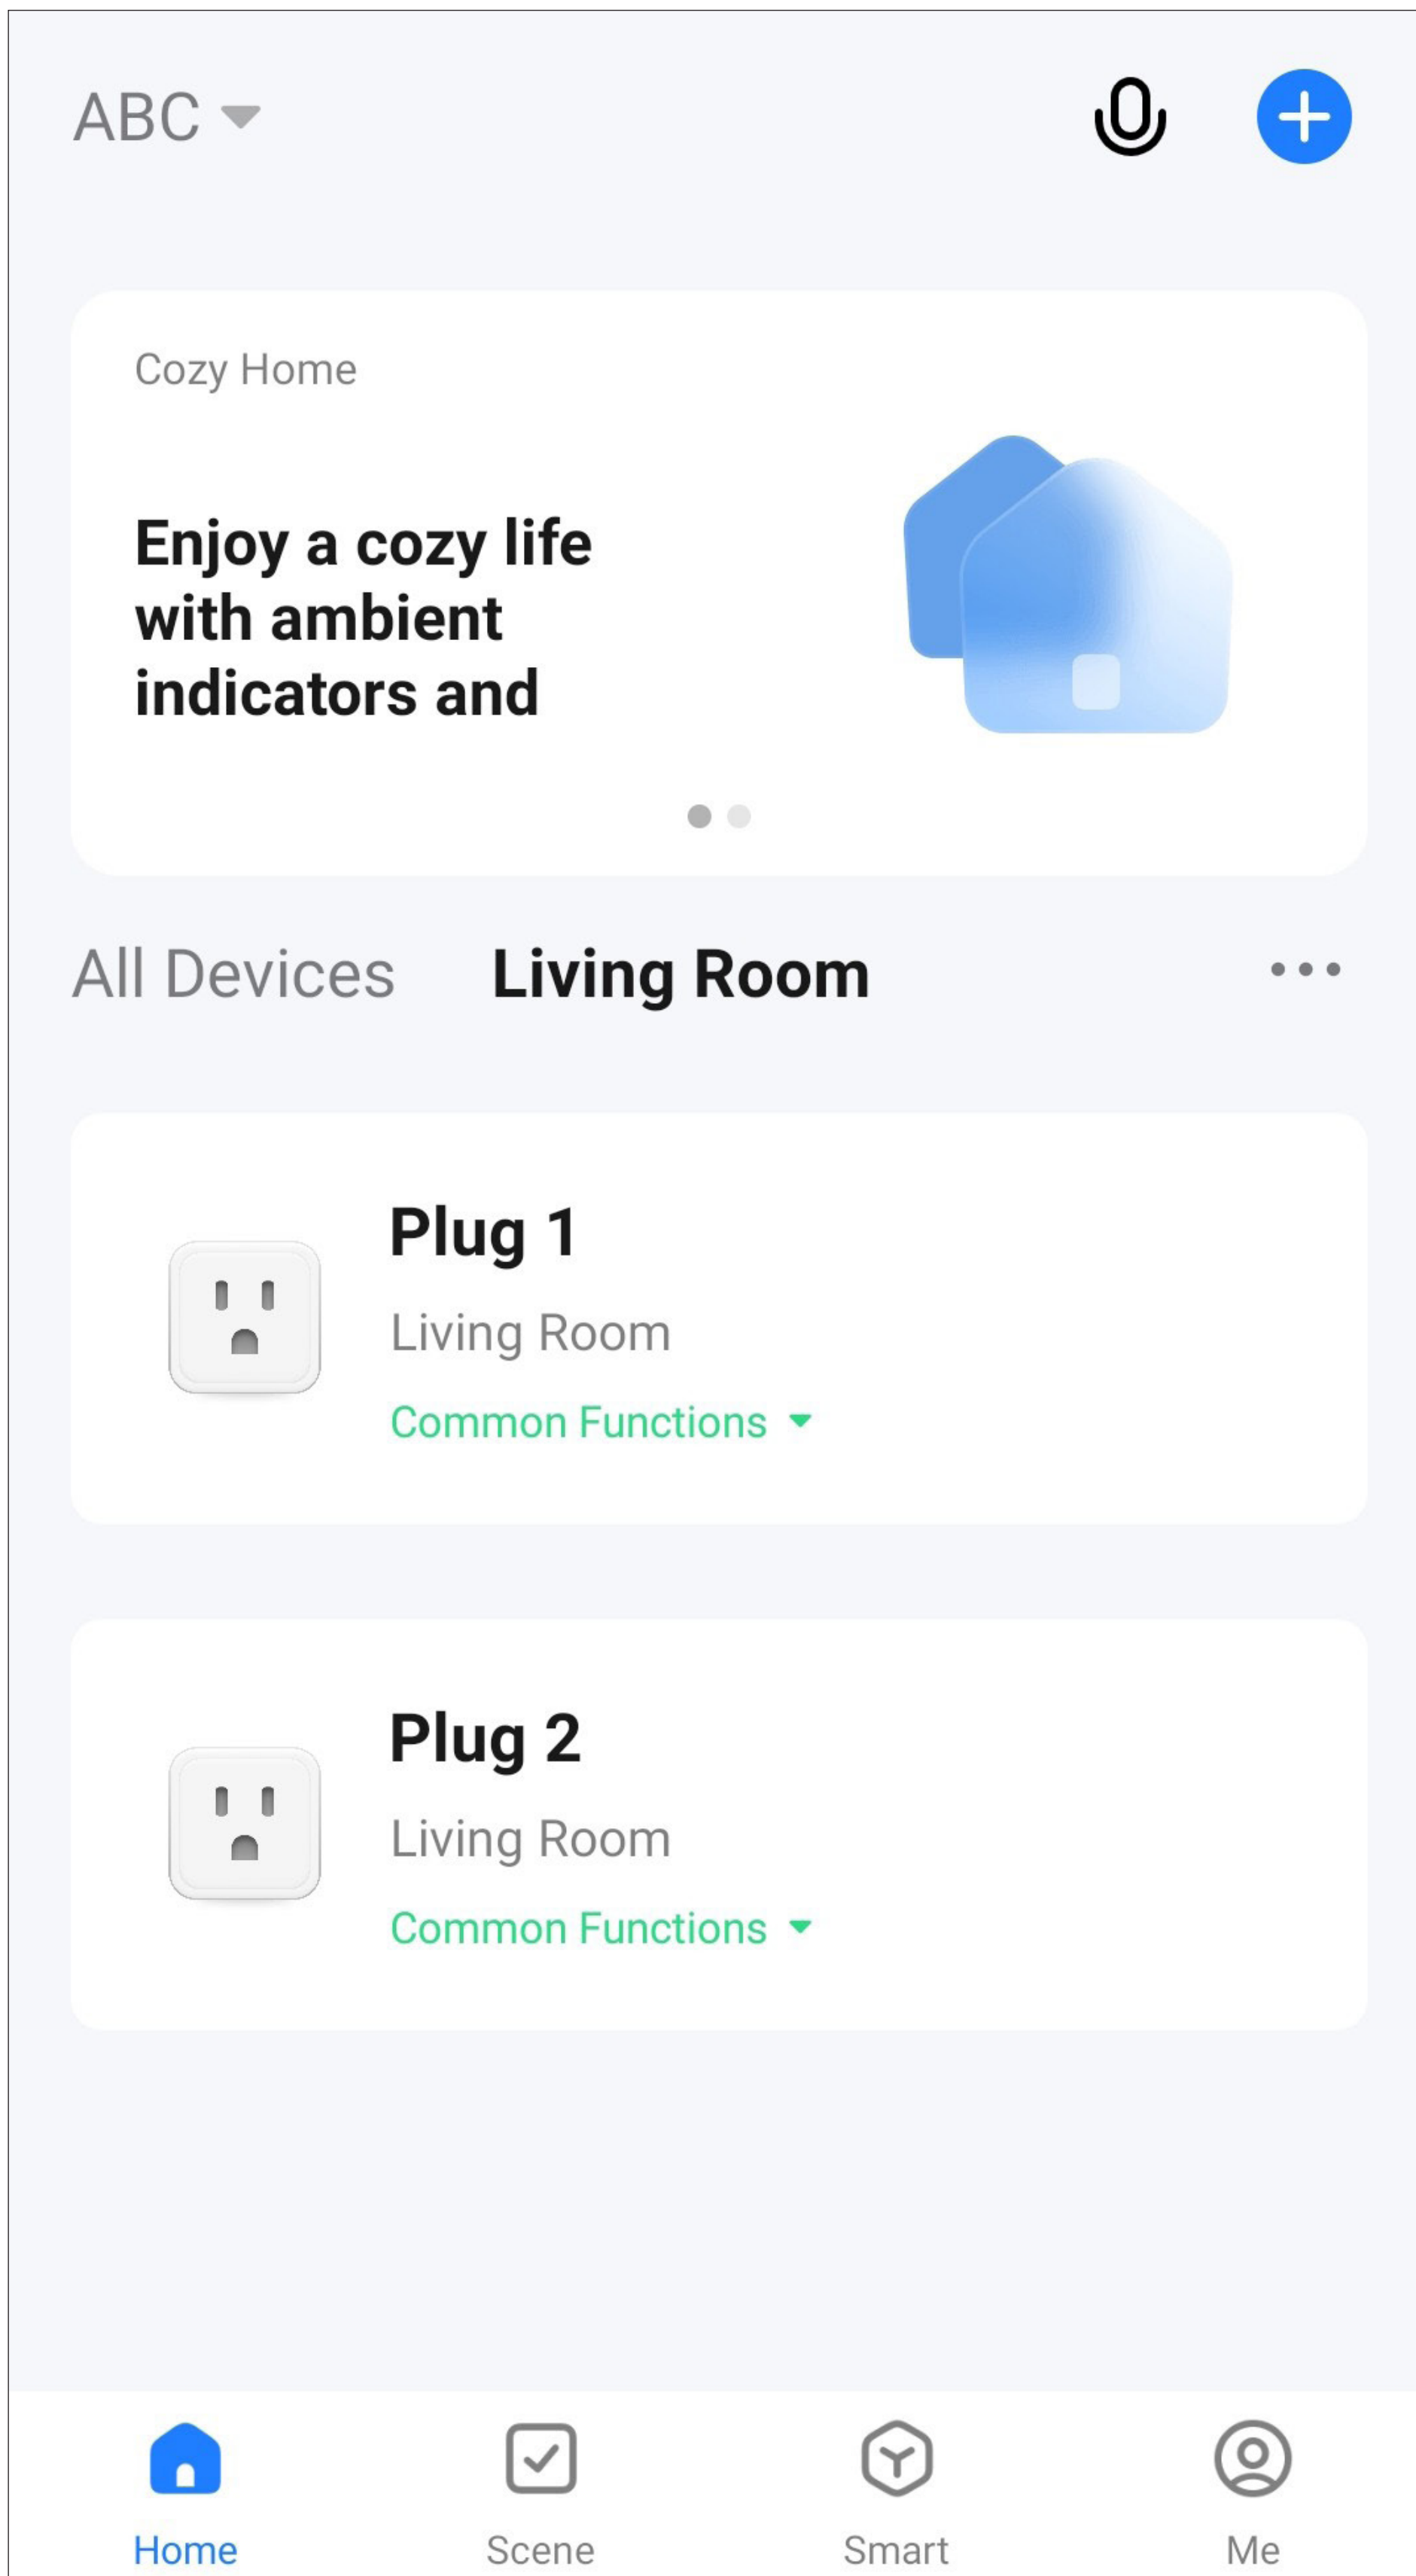 ABC
Cozy Home
Enjoy a cozy life
with ambient
indicators and
All Devices Living Room
Plug 1
Living Room
Common Functions
Plug 2
Living Room
Common Functions
Home Scene Smart Me